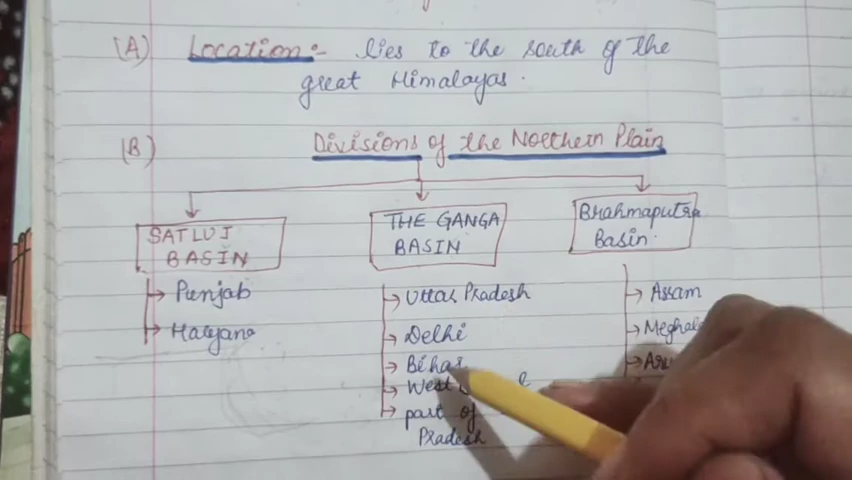 (A) Location:- lies to the south of the
great Himalayas.
(B) Divisions of the Northern Plain
SATLUJ
BASIN
THE GANGA
BASIN
Brahmaputra
Basin.
Punjab
Haryana
Uttar Pradesh
Delhi
Bihar
West
part of
Pradesh
Assam